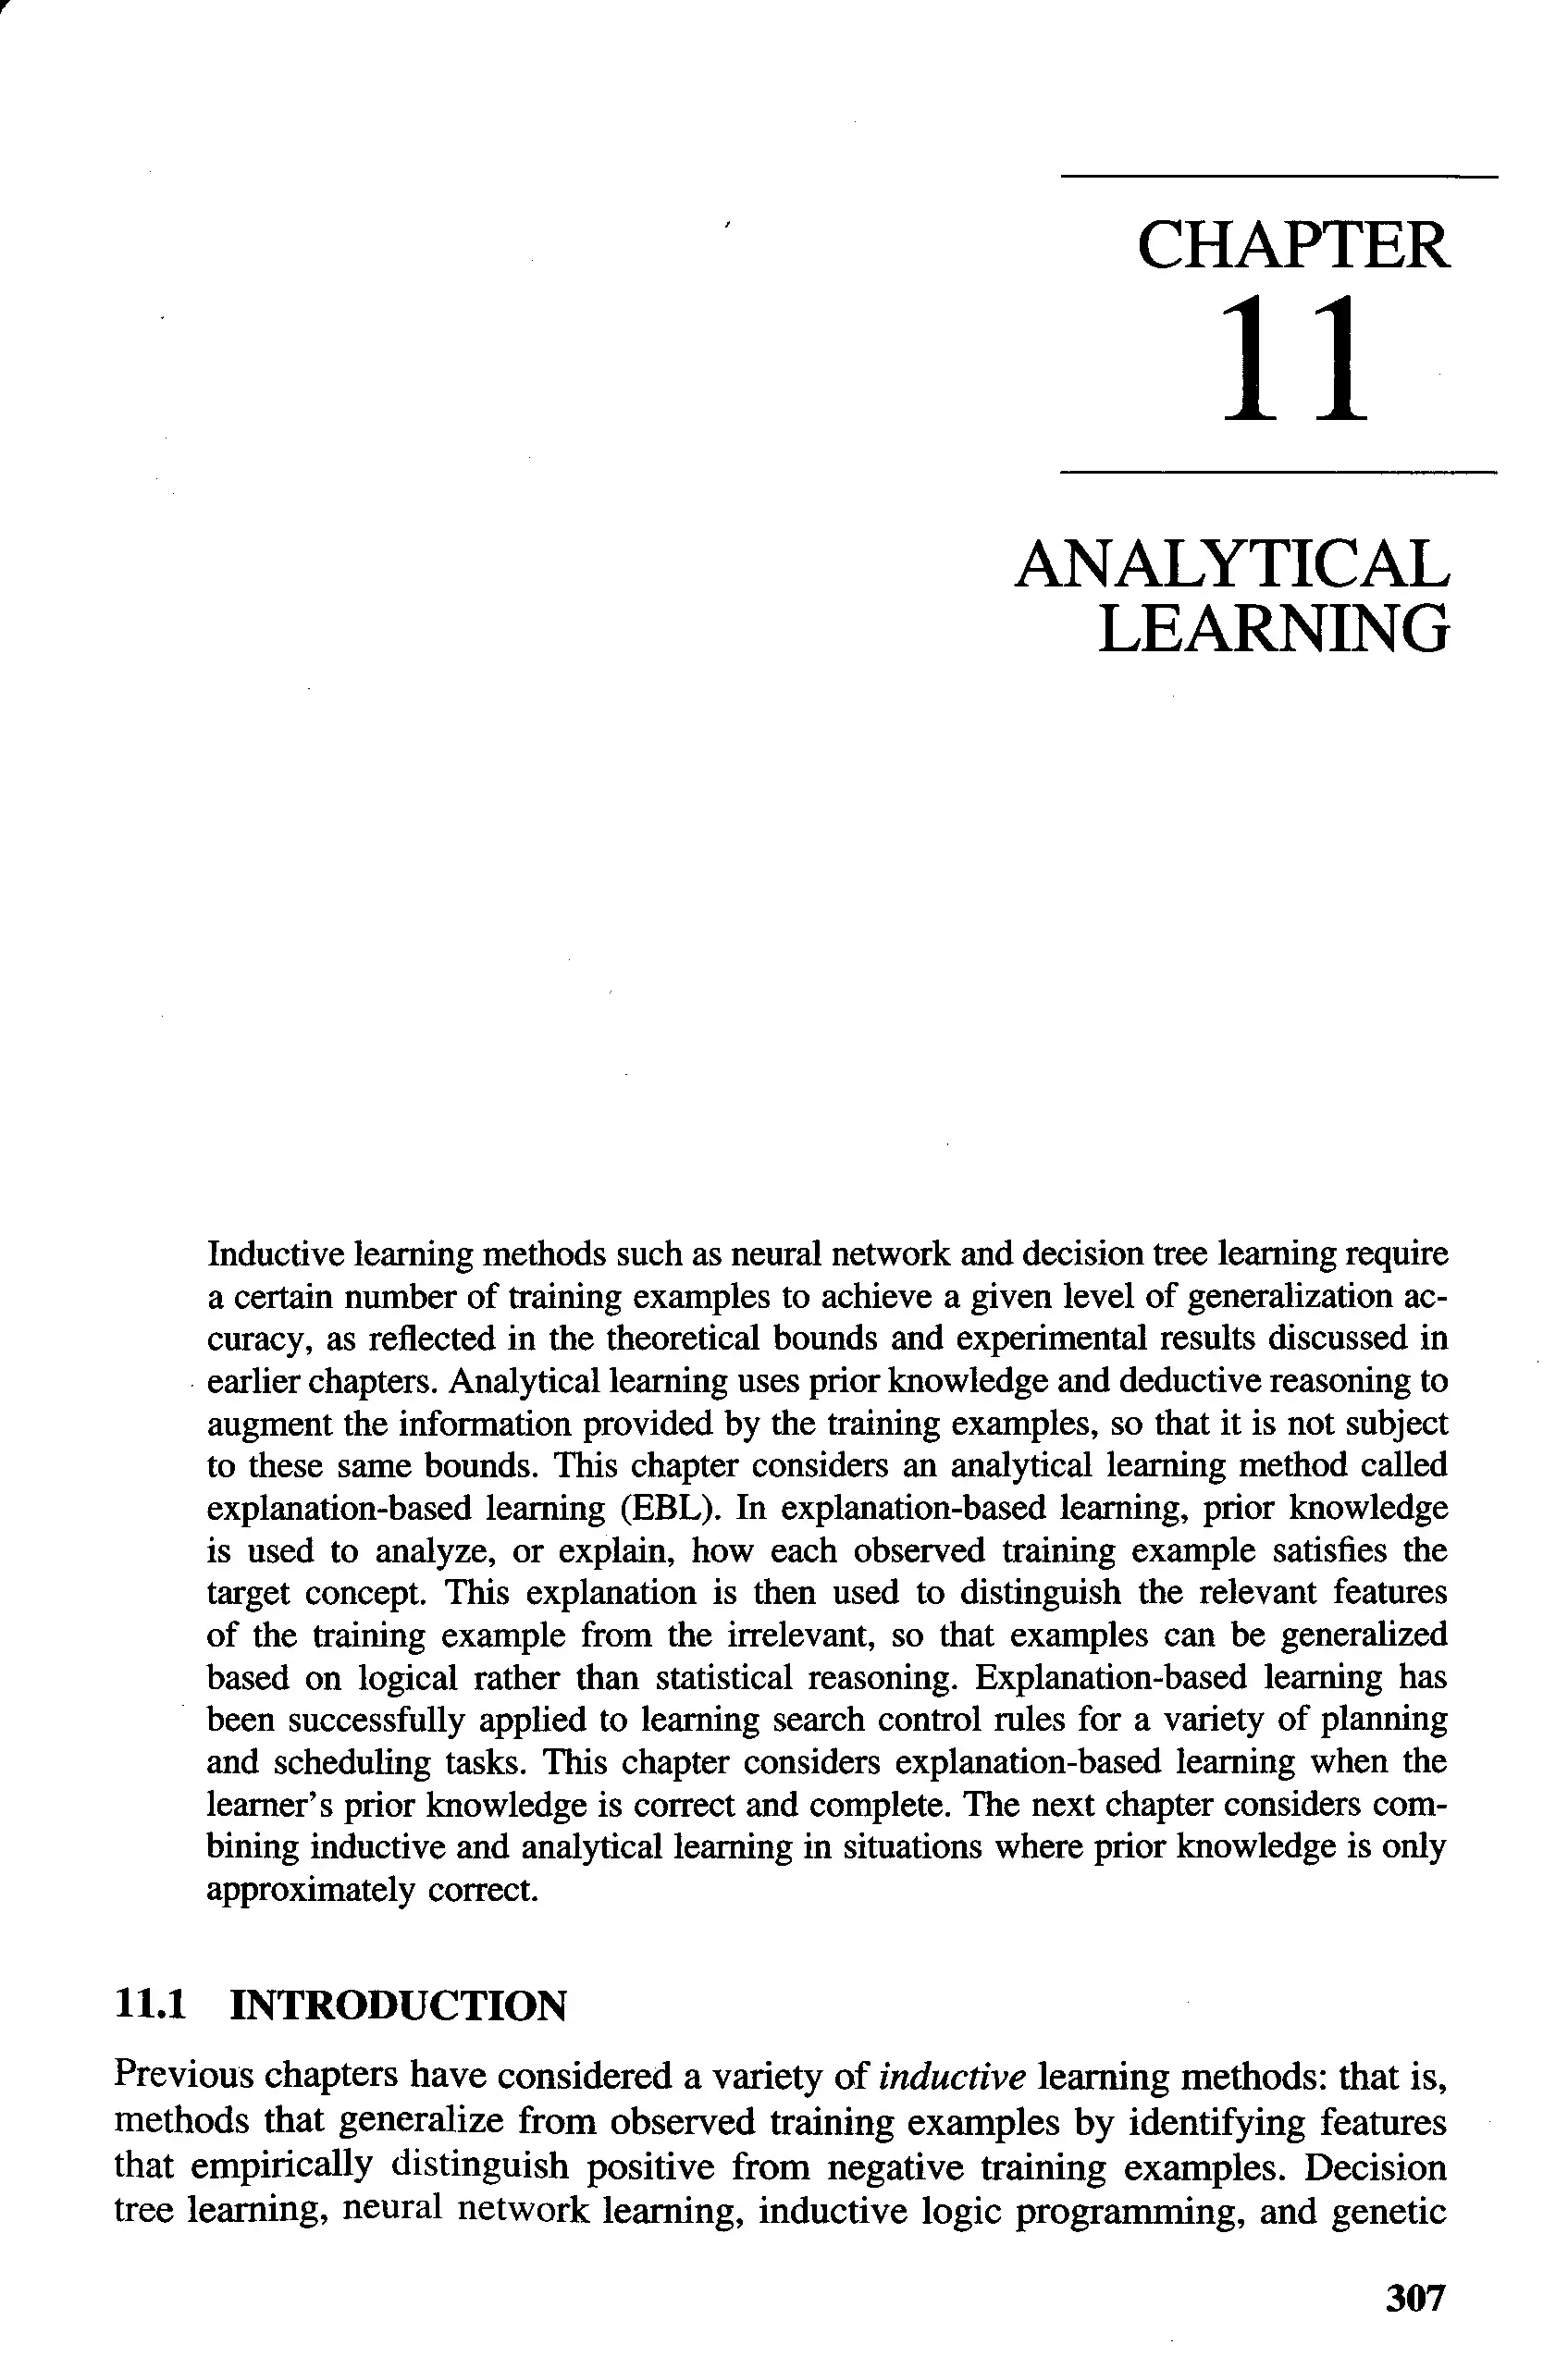 CHAPTER
11
ANALYTICAL
LEARNING
Inductive learning methods such as neural network and decision tree learning require
a certain number of training examples to achieve a given level of generalization ac-
curacy, as reflected in the theoretical bounds and experimental results discussed in
earlier chapters. Analytical learning uses prior knowledge and deductive reasoning to
augment the information provided by the training examples, so that it is not subject
to these same bounds. This chapter considers an analytical learning method called
explanation-based learning (EBL). In explanation-based learning, prior knowledge
is used to analyze, or explain, how each observed training example satisfies the
target concept. This explanation is then used to distinguish the relevant features
of the training example from the irrelevant, so that examples can be generalized
based on logical rather than statistical reasoning. Explanation-based learning has
been successfully applied to learning search control rules for a variety of planning
and scheduling tasks. This chapter considers explanation-based learning when the
learner's prior knowledge is correct and complete. The next chapter considers com-
bining inductive and analytical learning in situations where prior knowledge is only
approximately correct.
11.1 INTRODUCTION
Previous chapters have considered a variety of inductive learning methods: that is,
methods that generalize from observed training examples by identifying features
that empirically distinguish positive from negative training examples. Decision
tree learning, neural network learning, inductive logic programming, and genetic
307